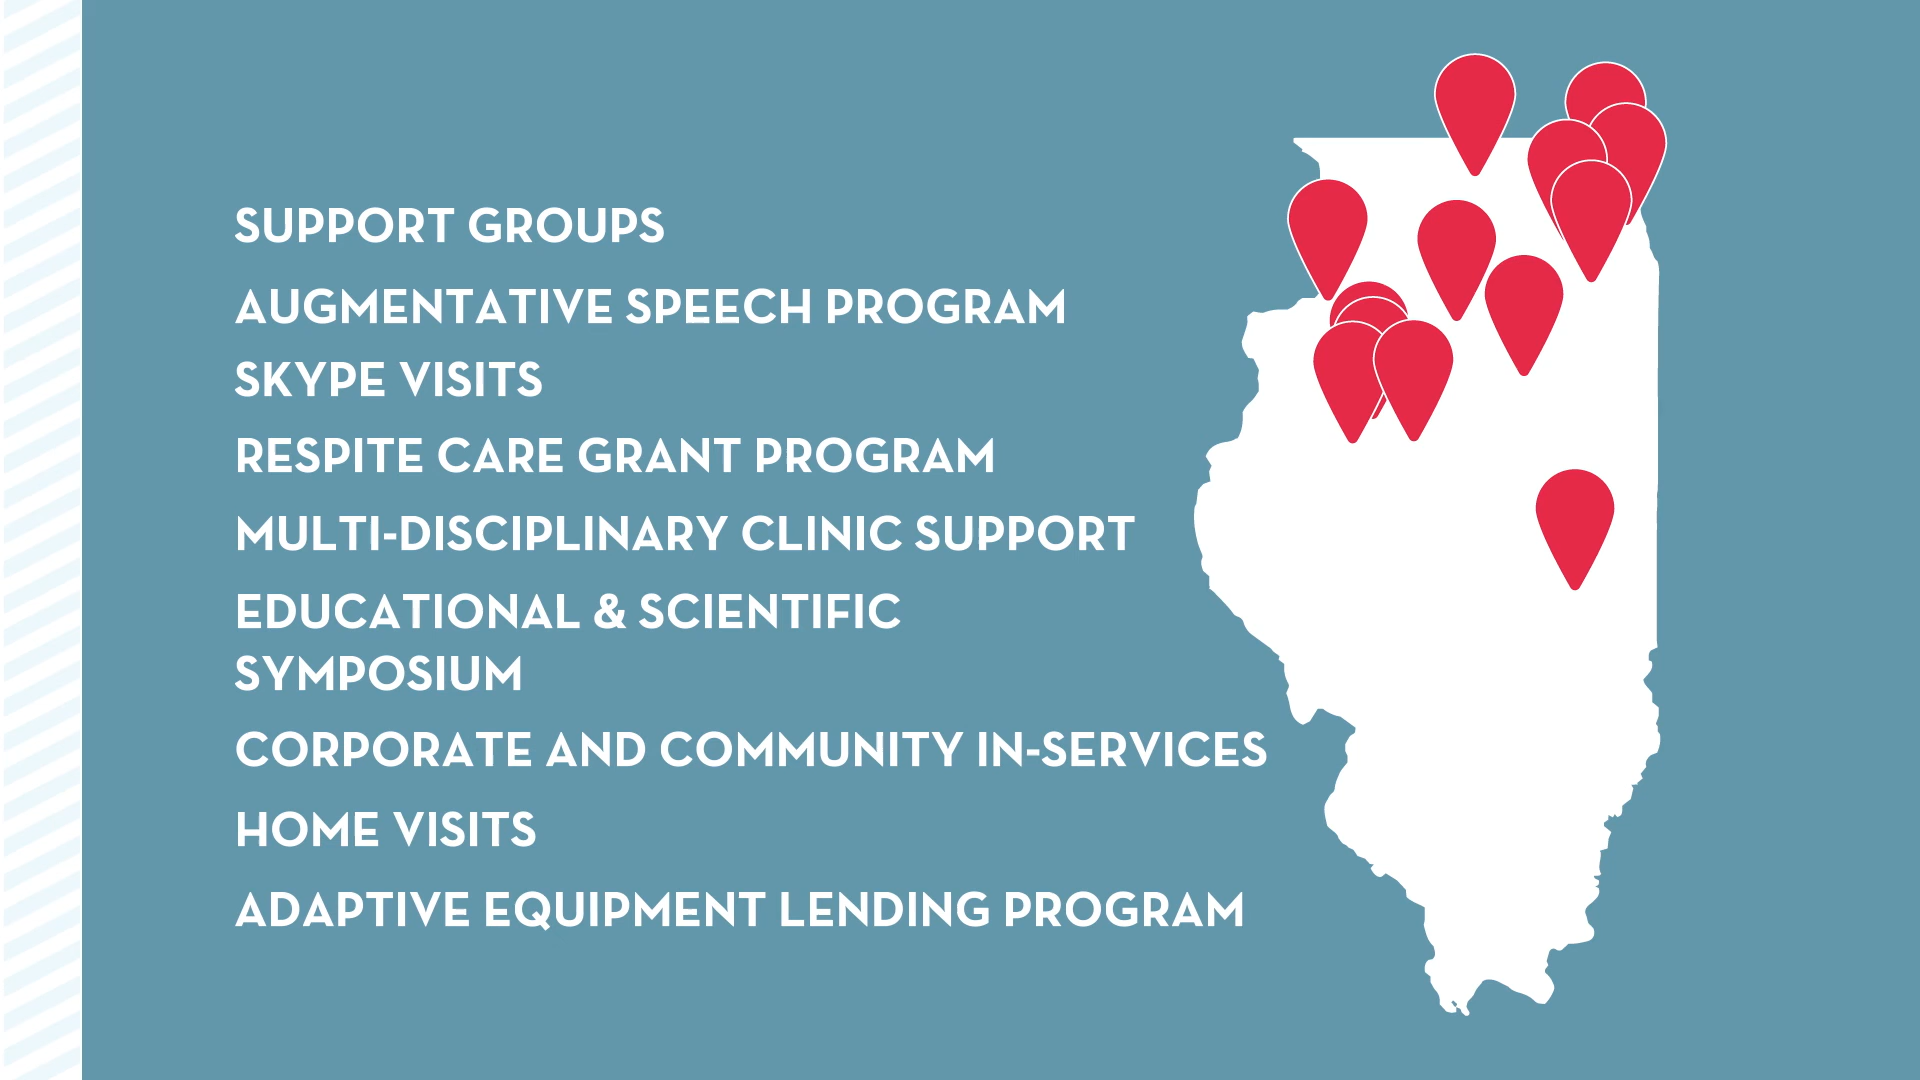 SUPPORT GROUPS
AUGMENTATIVE SPEECH PROGRAM
SKYPE VISITS
RESPITE CARE GRANT PROGRAM
MULTI-DISCIPLINARY CLINIC SUPPORT
EDUCATIONAL & SCIENTIFIC
SYMPOSIUM
CORPORATE AND COMMUNITY IN-SERVICES
HOME VISITS
ADAPTIVE EQUIPMENT LENDING PROGRAM